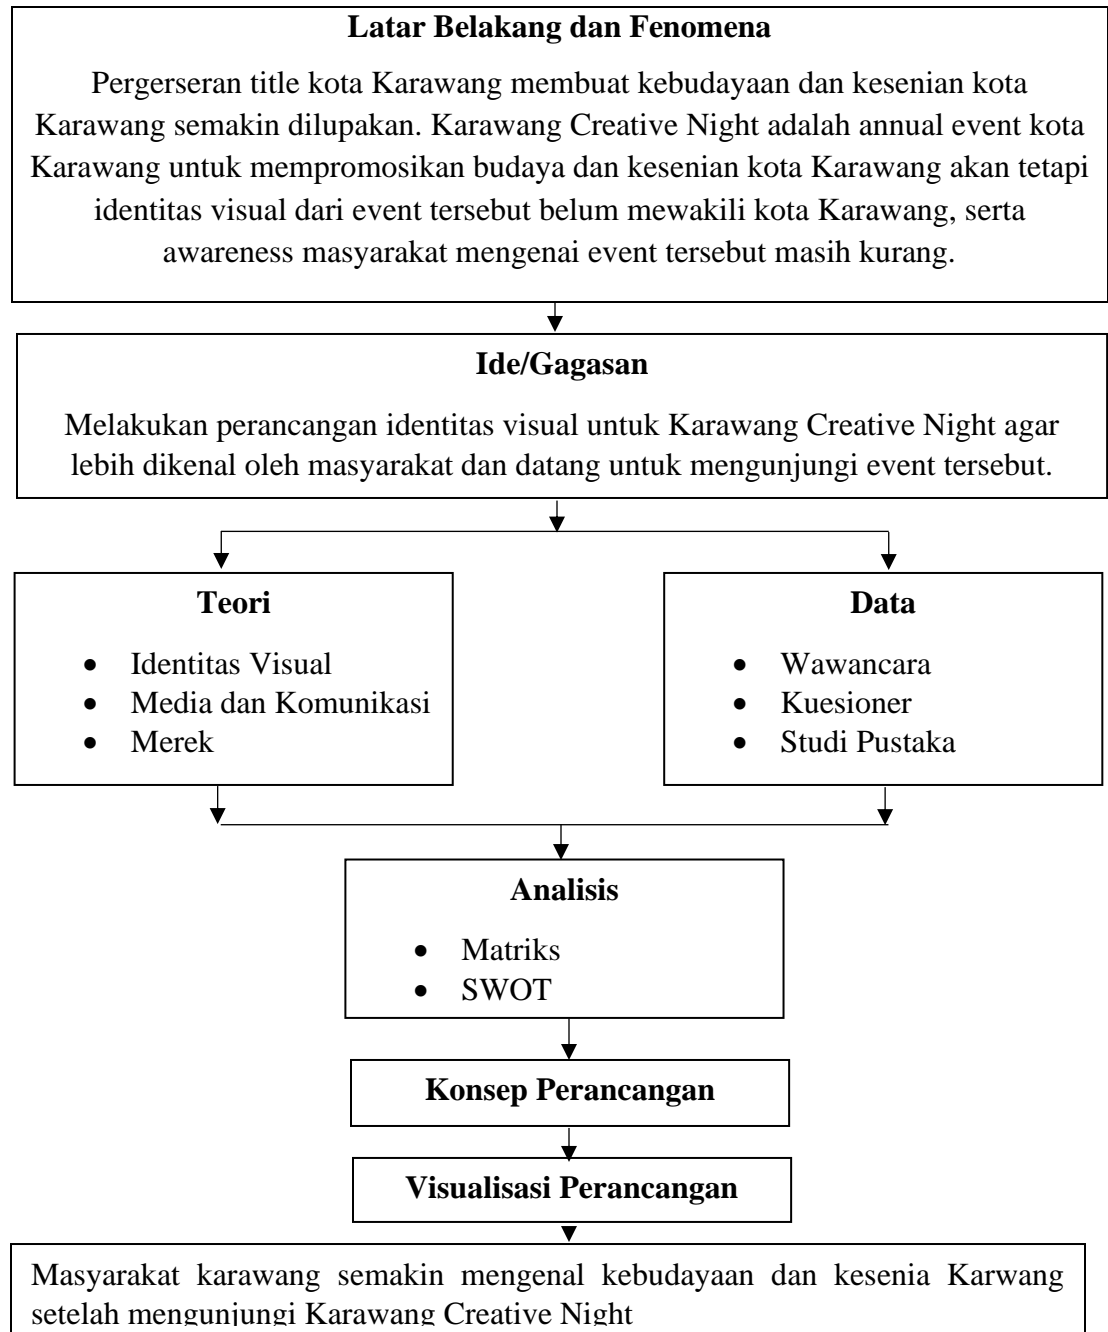 Latar Belakang dan Fenomena
Pergerseran title kota Karawang membuat kebudayaan dan kesenian kota
Karawang semakin dilupakan. Karawang Creative Night adalah annual event kota
Karawang untuk mempromosikan budaya dan kesenian kota Karawang akan tetapi
identitas visual dari event tersebut belum mewakili kota Karawang, serta
awareness masyarakat mengenai event tersebut masih kurang.
Ide/Gagasan
Melakukan perancangan identitas visual untuk Karawang Creative Night agar
lebih dikenal oleh masyarakat dan datang untuk mengunjungi event tersebut.
Teori
• Identitas Visual
• Media dan Komunikasi
• Merek
Data
• Wawancara
• Kuesioner
• Studi Pustaka
Analisis
• Matriks
• SWOT
Konsep Perancangan
Visualisasi Perancangan
Masyarakat karawang semakin mengenal kebudayaan dan kesenia Karwang
setelah mengunjungi Karawang Creative Night